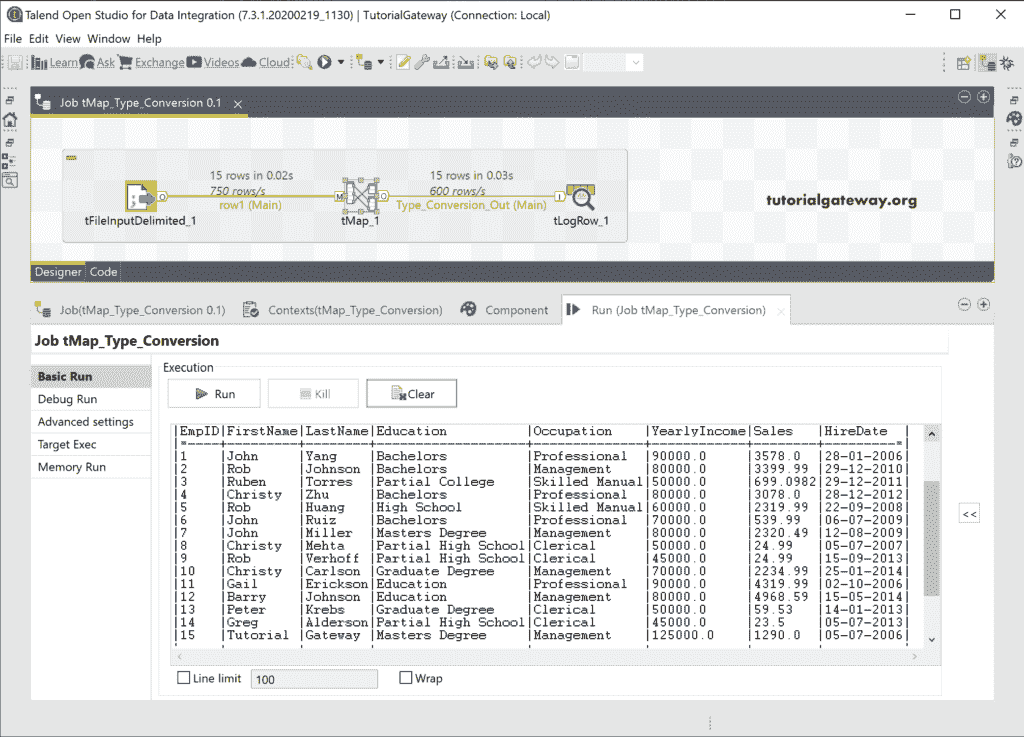 Talend Open Studio for Data Integration (7.3.1.20200219_1130) | TutorialGateway (Connection: Local)
File Edit View Window Help
Learn Ask Exchange Videos Cloud
Job tMap_Type_Conversion 0.1
15 rows in 0.02s 15 rows in 0.03s
750 rows/s 600 rows/s
row1 (Main) Type_Conversion_Out (Main)
tFileInputDelimited_1 tMap_1 tLogRow_1
tutorialgateway.org
Designer Code
Job(tMap_Type_Conversion 0.1) Contexts(tMap_Type_Conversion) Component Run (Job tMap_Type_Conversion)
Job tMap_Type_Conversion
Basic Run
Debug Run
Advanced settings
Target Exec
Memory Run
Execution
Run Kill Clear
|EmpID|FirstName|LastName|Education |Occupation |YearlyIncome|Sales |HireDate |
|1 |John |Yang |Bachelors |Professional |90000.0 |3578.0 |28-01-2006|
|2 |Rob |Johnson |Bachelors |Management |80000.0 |3399.99 |29-12-2010|
|3 |Ruben |Torres |Partial College |Skilled Manual|50000.0 |699.0982|29-12-2011|
|4 |Christy |Zhu |Bachelors |Professional |80000.0 |3078.0 |28-12-2012|
|5 |Rob |Huang |High School |Skilled Manual|60000.0 |2319.99 |22-09-2008|
|6 |John |Ruiz |Bachelors |Professional |70000.0 |539.99 |06-07-2009|
|7 |John |Miller |Masters Degree |Management |80000.0 |2320.49 |12-08-2009|
|8 |Christy |Mehta |Partial High School|Clerical |50000.0 |24.99 |05-07-2007|
|9 |Rob |Verhoff |Partial High School|Clerical |45000.0 |24.99 |15-09-2013|
|10 |Christy |Carlson |Graduate Degree |Management |70000.0 |2234.99 |25-01-2014|
|11 |Gail |Erickson|Education |Professional |90000.0 |4319.99 |02-10-2006|
|12 |Barry |Johnson |Education |Management |80000.0 |4968.59 |15-05-2014|
|13 |Peter |Krebs |Graduate Degree |Clerical |50000.0 |59.53 |14-01-2013|
|14 |Greg |Alderson|Partial High School|Clerical |45000.0 |23.5 |05-07-2013|
|15 |Tutorial |Gateway |Masters Degree |Management |125000.0 |1290.0 |05-07-2006|
<<
Line limit 100 Wrap